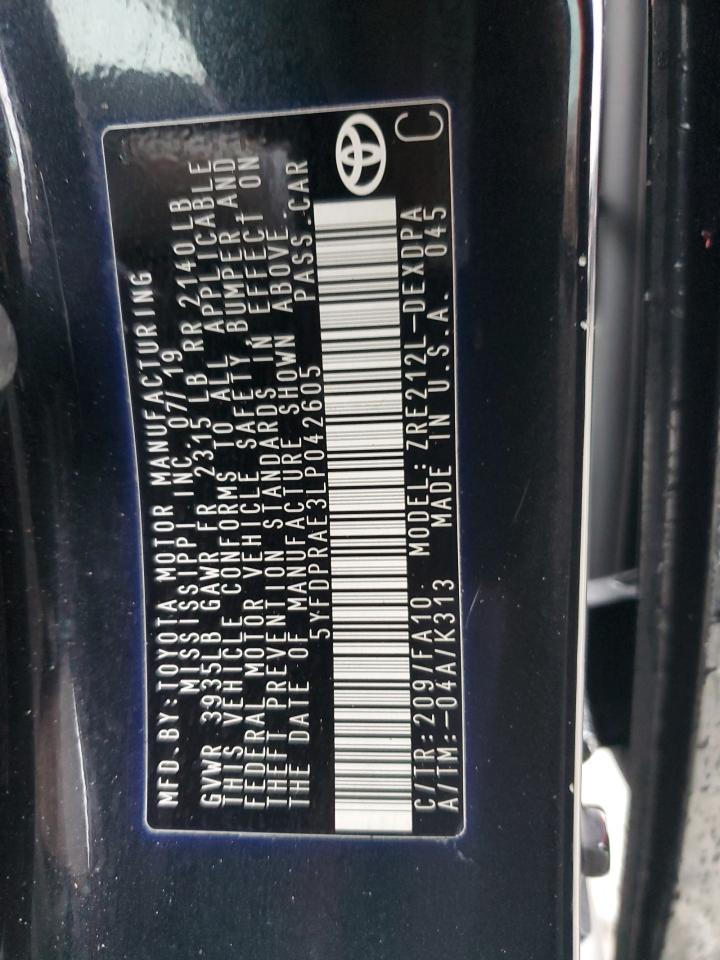 MFD.BY:TOYOTA MOTOR MANUFACTURING
MISSISSIPPI INC. 07/19
GVWR 3935LB GAWR FR 2315LB RR 2140LB
THIS VEHICLE CONFORMS TO ALL APPLICABLE
FEDERAL MOTOR VEHICLE SAFETY, BUMPER AND
THEFT PREVENTION STANDARDS IN EFFECT ON
THE DATE OF MANUFACTURE SHOWN ABOVE.
5YFDPRAE3LP042605 PASS.CAR
C/TR:209/FA10 MODEL:ZRE212L-DEXDPA
A/TM:-04A/K313 MADE IN U.S.A. 045
C